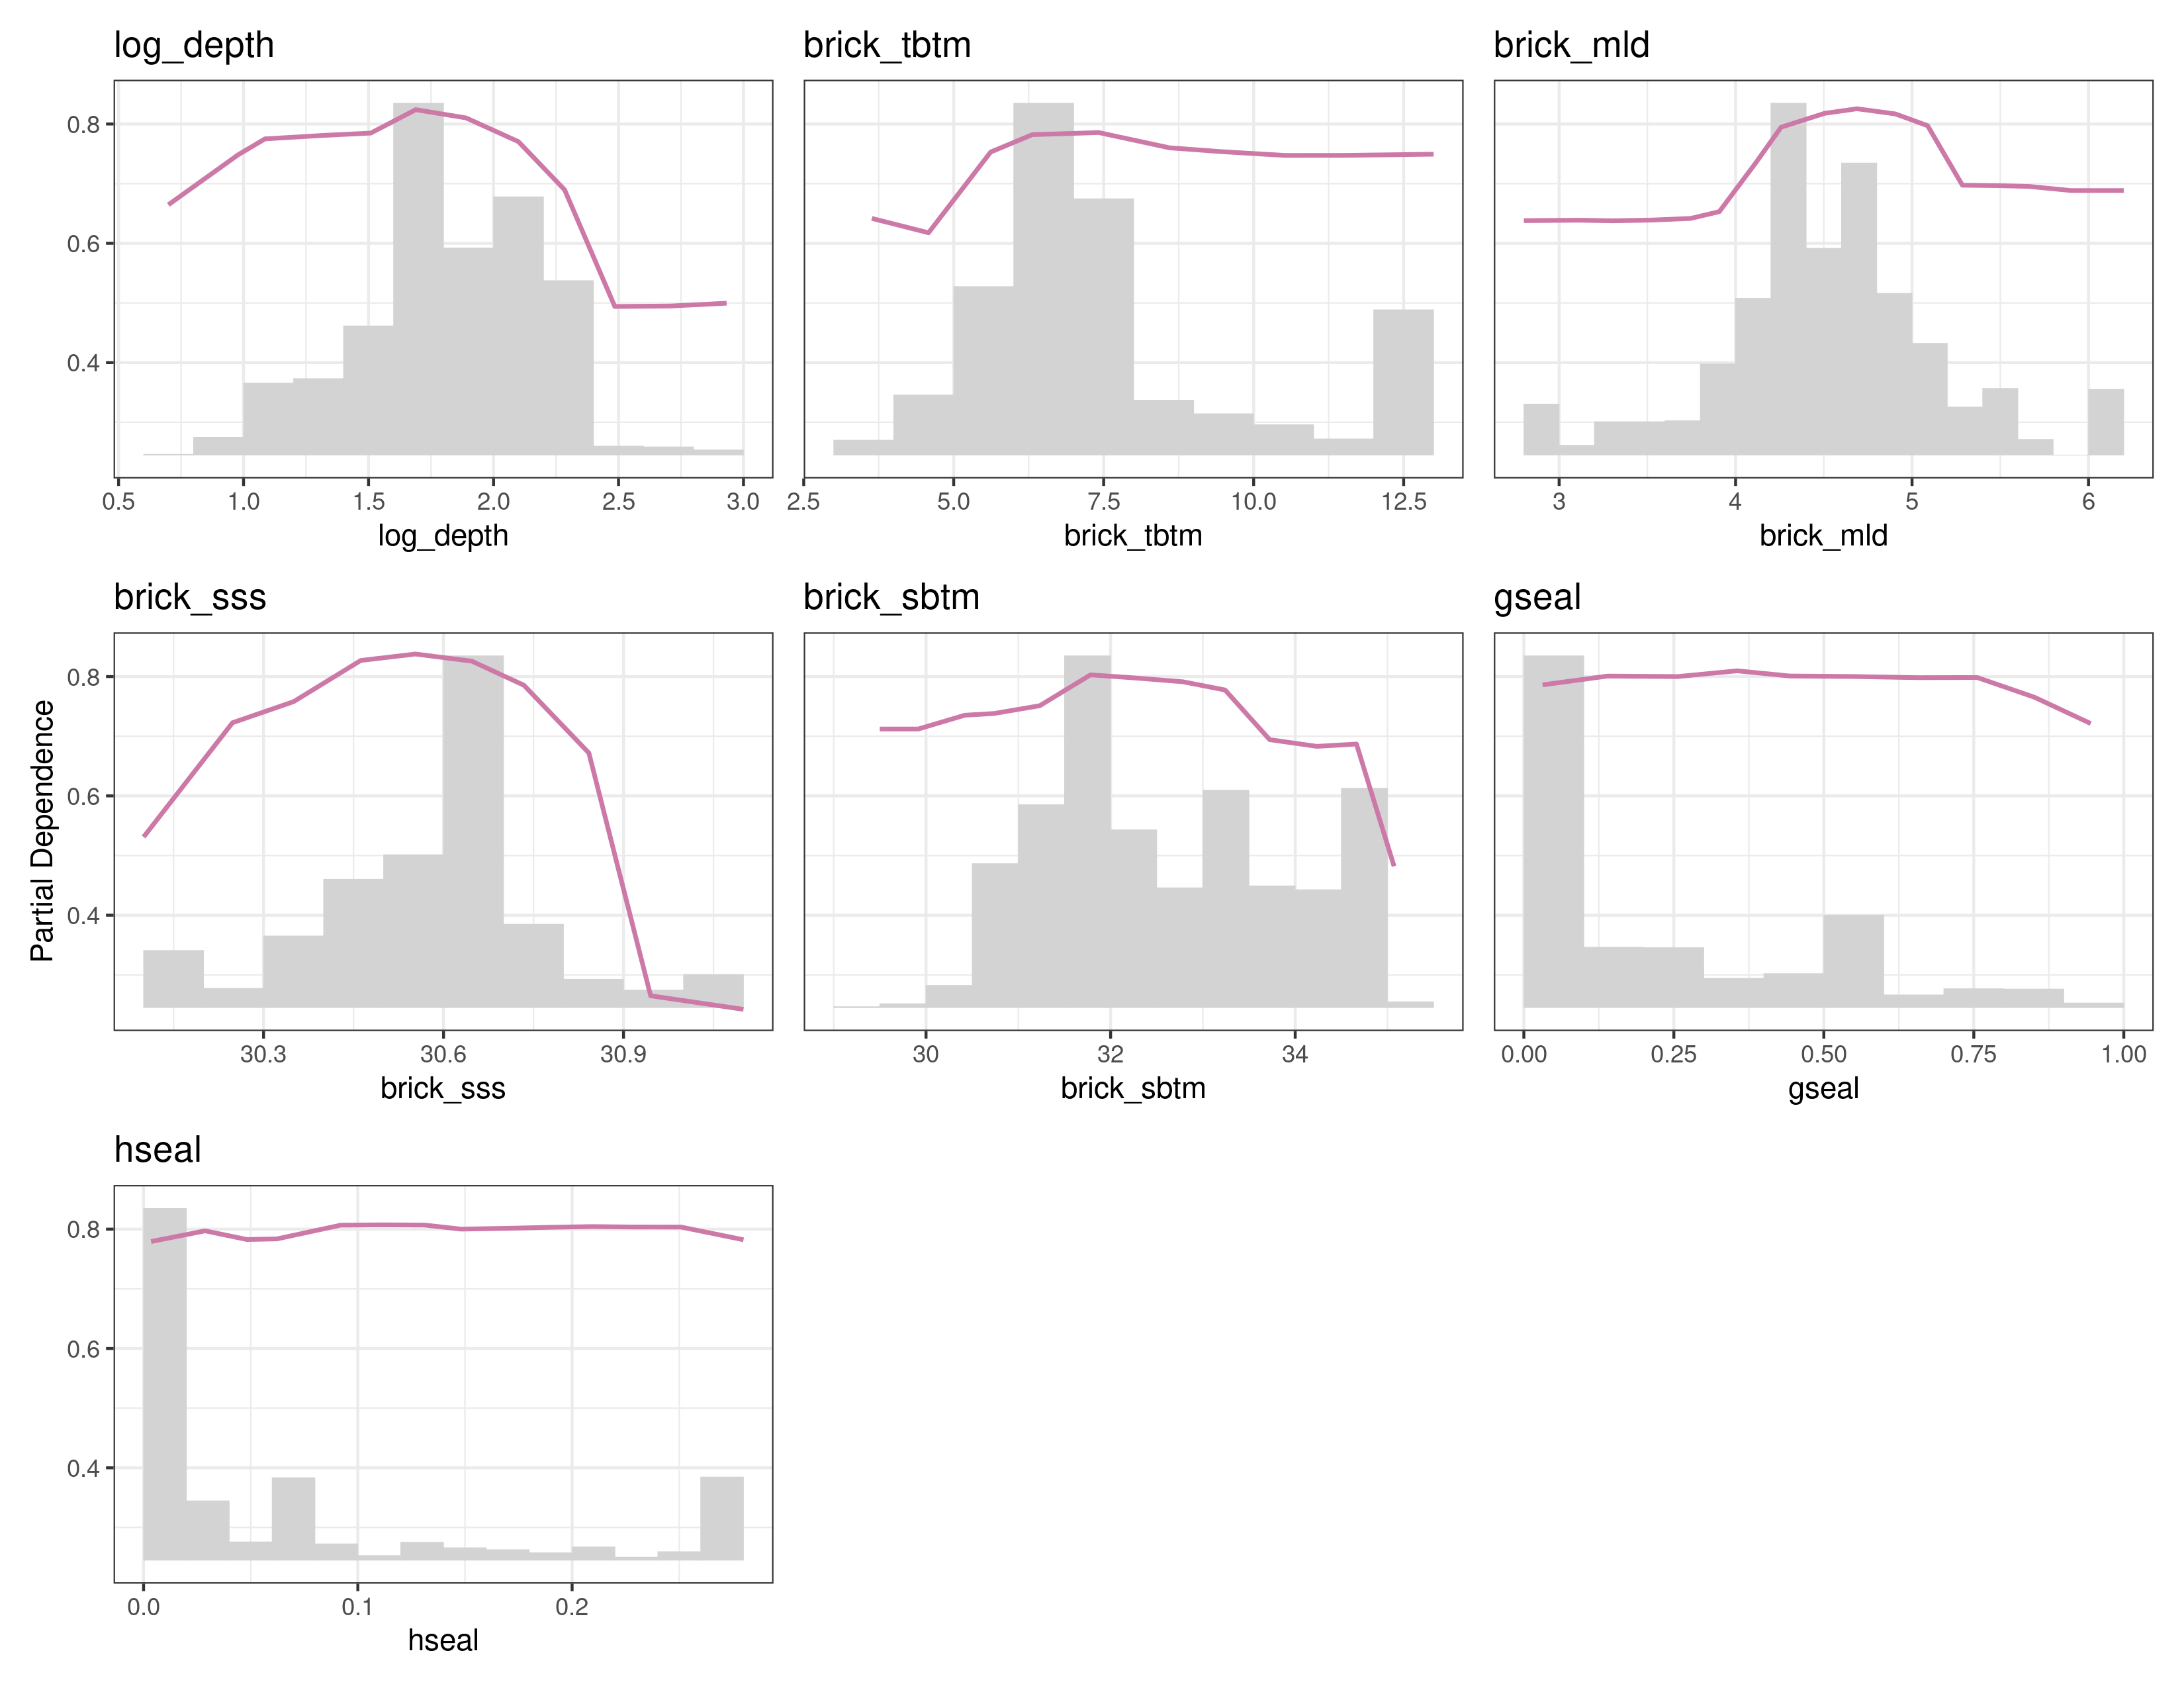 log_depth brick_tbtm brick_mld
0.8
0.6
0.4
0.5 1.0 1.5 2.0 2.5 3.0 2.5 5.0 7.5 10.0 12.5 3 4 5 6
log_depth brick_tbtm brick_mld
brick_sss brick_sbtm gseal
Partial Dependence
0.8
0.6
0.4
30.3 30.6 30.9 30 32 34 0.00 0.25 0.50 0.75 1.00
brick_sss brick_sbtm gseal
hseal
0.8
0.6
0.4
0.0 0.1 0.2
hseal